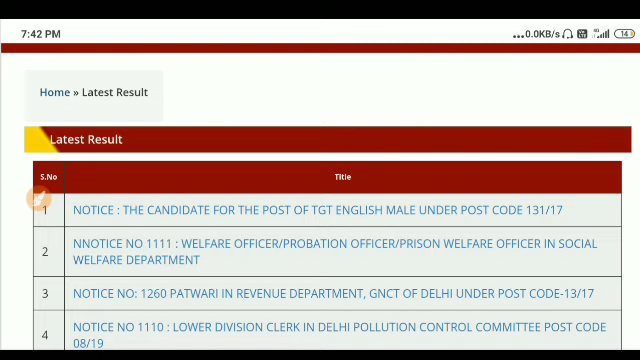 7:42 PM
...0.0KB/s
14
Home » Latest Result
Latest Result
S.No
Title
1
NOTICE : THE CANDIDATE FOR THE POST OF TGT ENGLISH MALE UNDER POST CODE 131/17
2
NNOTICE NO 1111 : WELFARE OFFICER/PROBATION OFFICER/PRISON WELFARE OFFICER IN SOCIAL
WELFARE DEPARTMENT
3
NOTICE NO: 1260 PATWARI IN REVENUE DEPARTMENT, GNCT OF DELHI UNDER POST CODE-13/17
4
NOTICE NO 1110 : LOWER DIVISION CLERK IN DELHI POLLUTION CONTROL COMMITTEE POST CODE
08/19